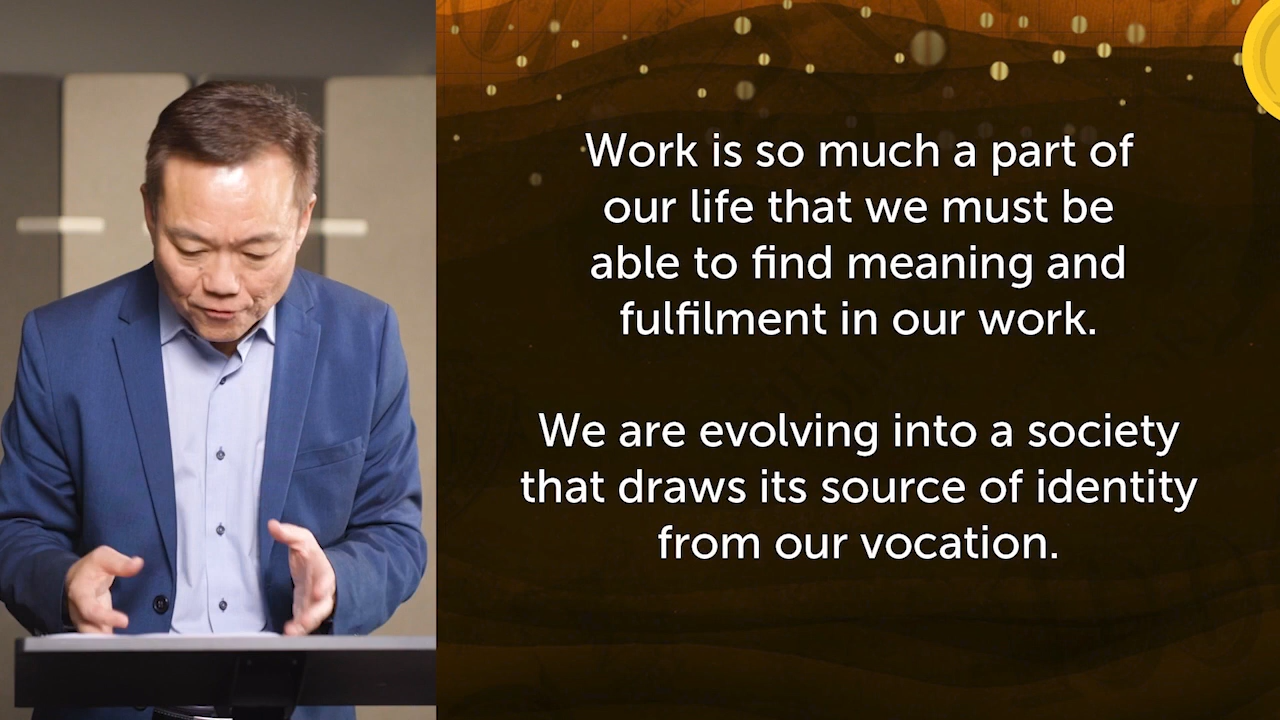 Work is so much a part of
our life that we must be
able to find meaning and
fulfilment in our work.
We are evolving into a society
that draws its source of identity
from our vocation.